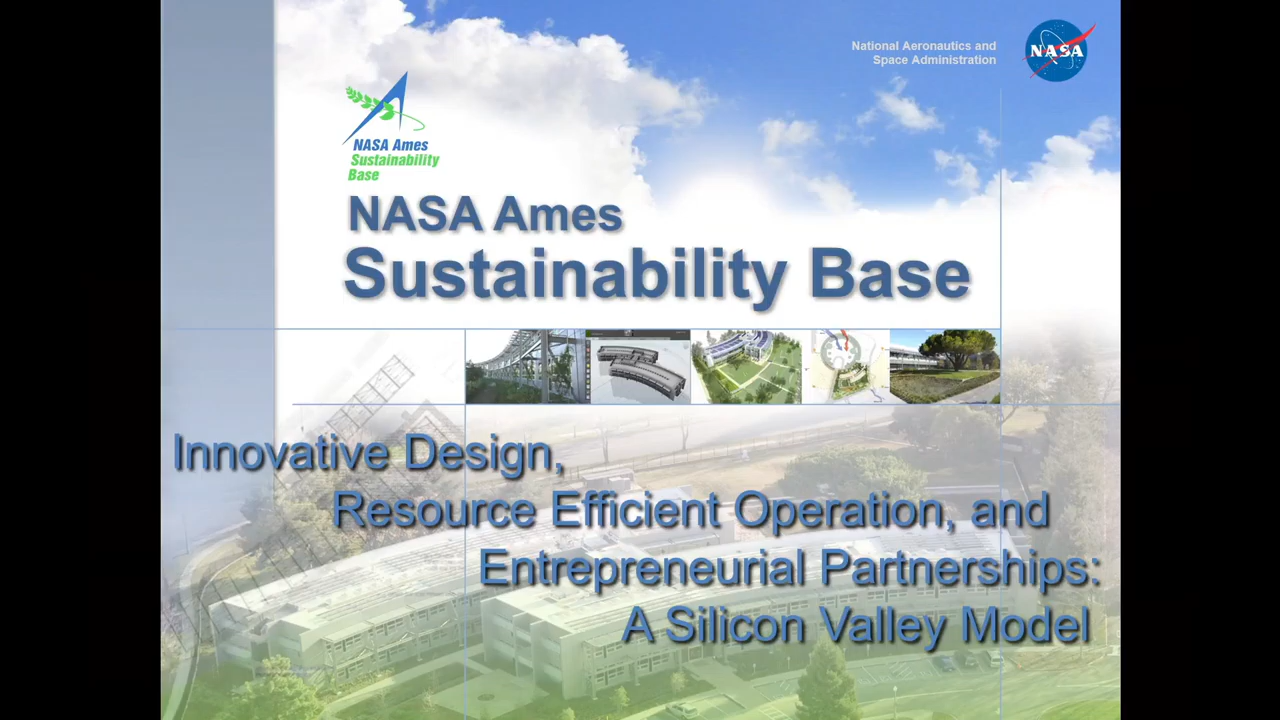 National Aeronautics and
Space Administration
NASA
NASA Ames
Sustainability
Base
NASA Ames
Sustainability Base
Innovative Design,
Resource Efficient Operation, and
Entrepreneurial Partnerships:
A Silicon Valley Model